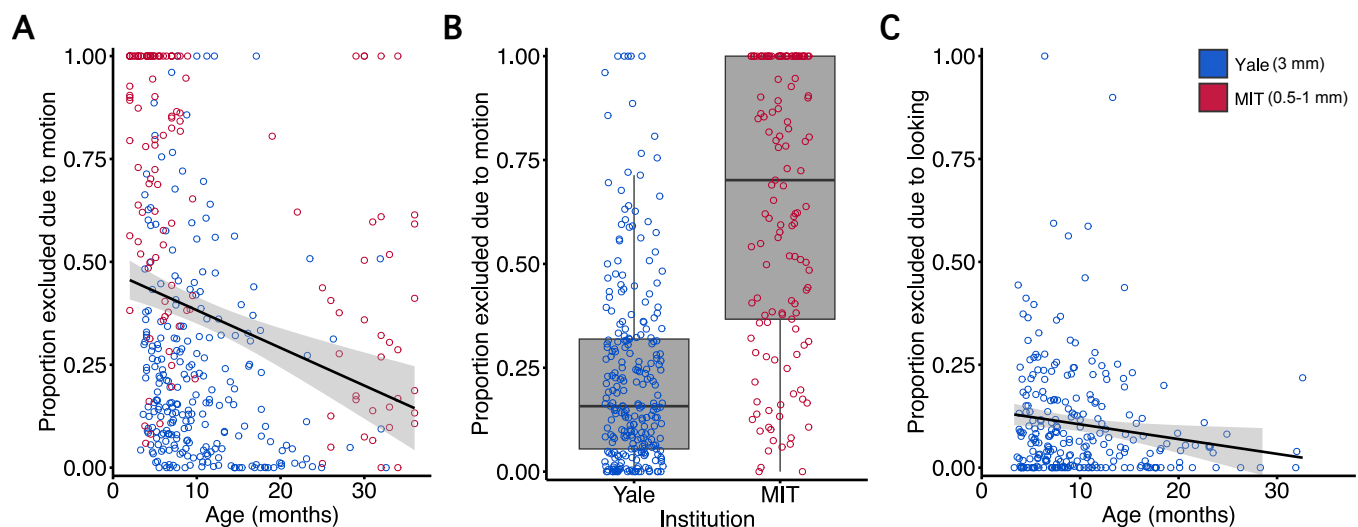 A
Proportion excluded due to motion
1.00
0.75
0.50
0.25
0.00
0
10
20
30
Age (months)
B
Proportion excluded due to motion
1.00
0.75
0.50
0.25
0.00
Yale
MIT
Institution
C
Proportion excluded due to looking
1.00
0.75
0.50
0.25
0.00
0
10
20
30
Age (months)
Yale (3 mm)
MIT (0.5-1 mm)